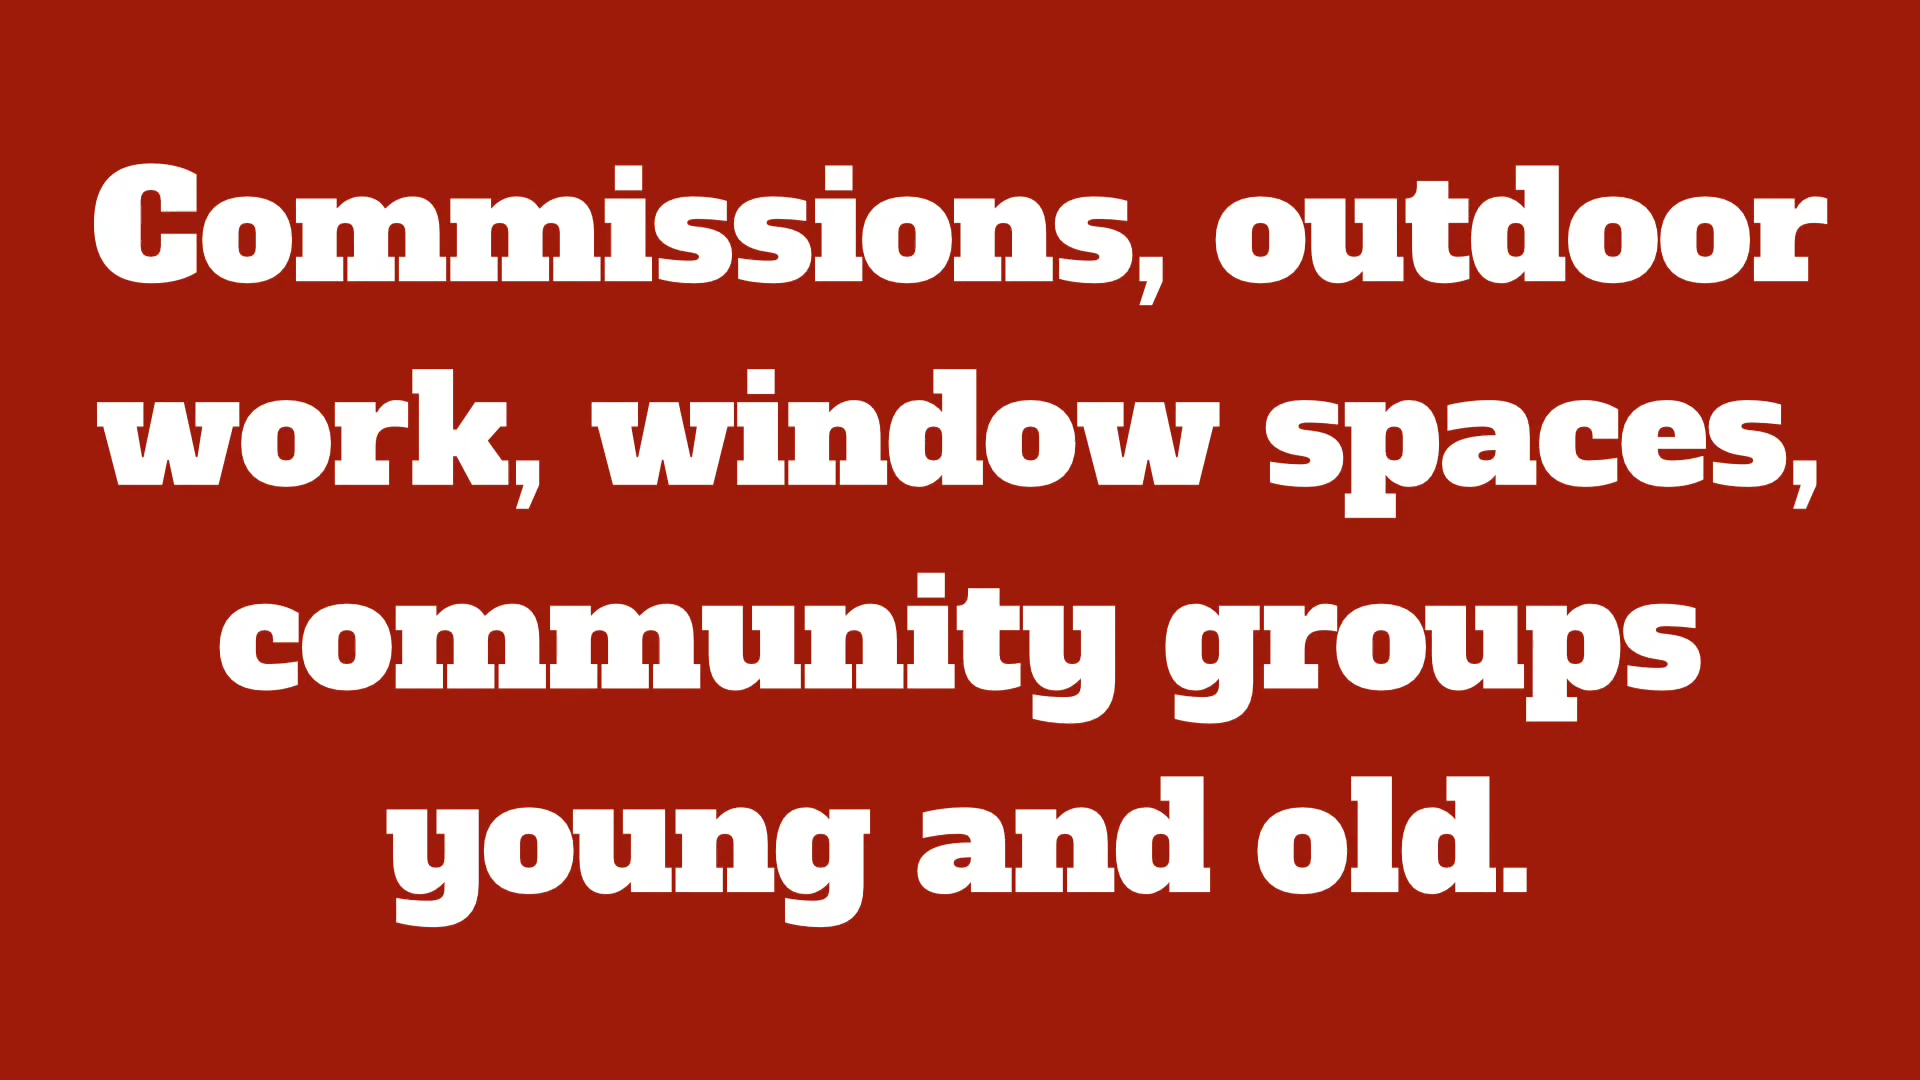 Commissions, outdoor
work, window spaces,
community groups
young and old.